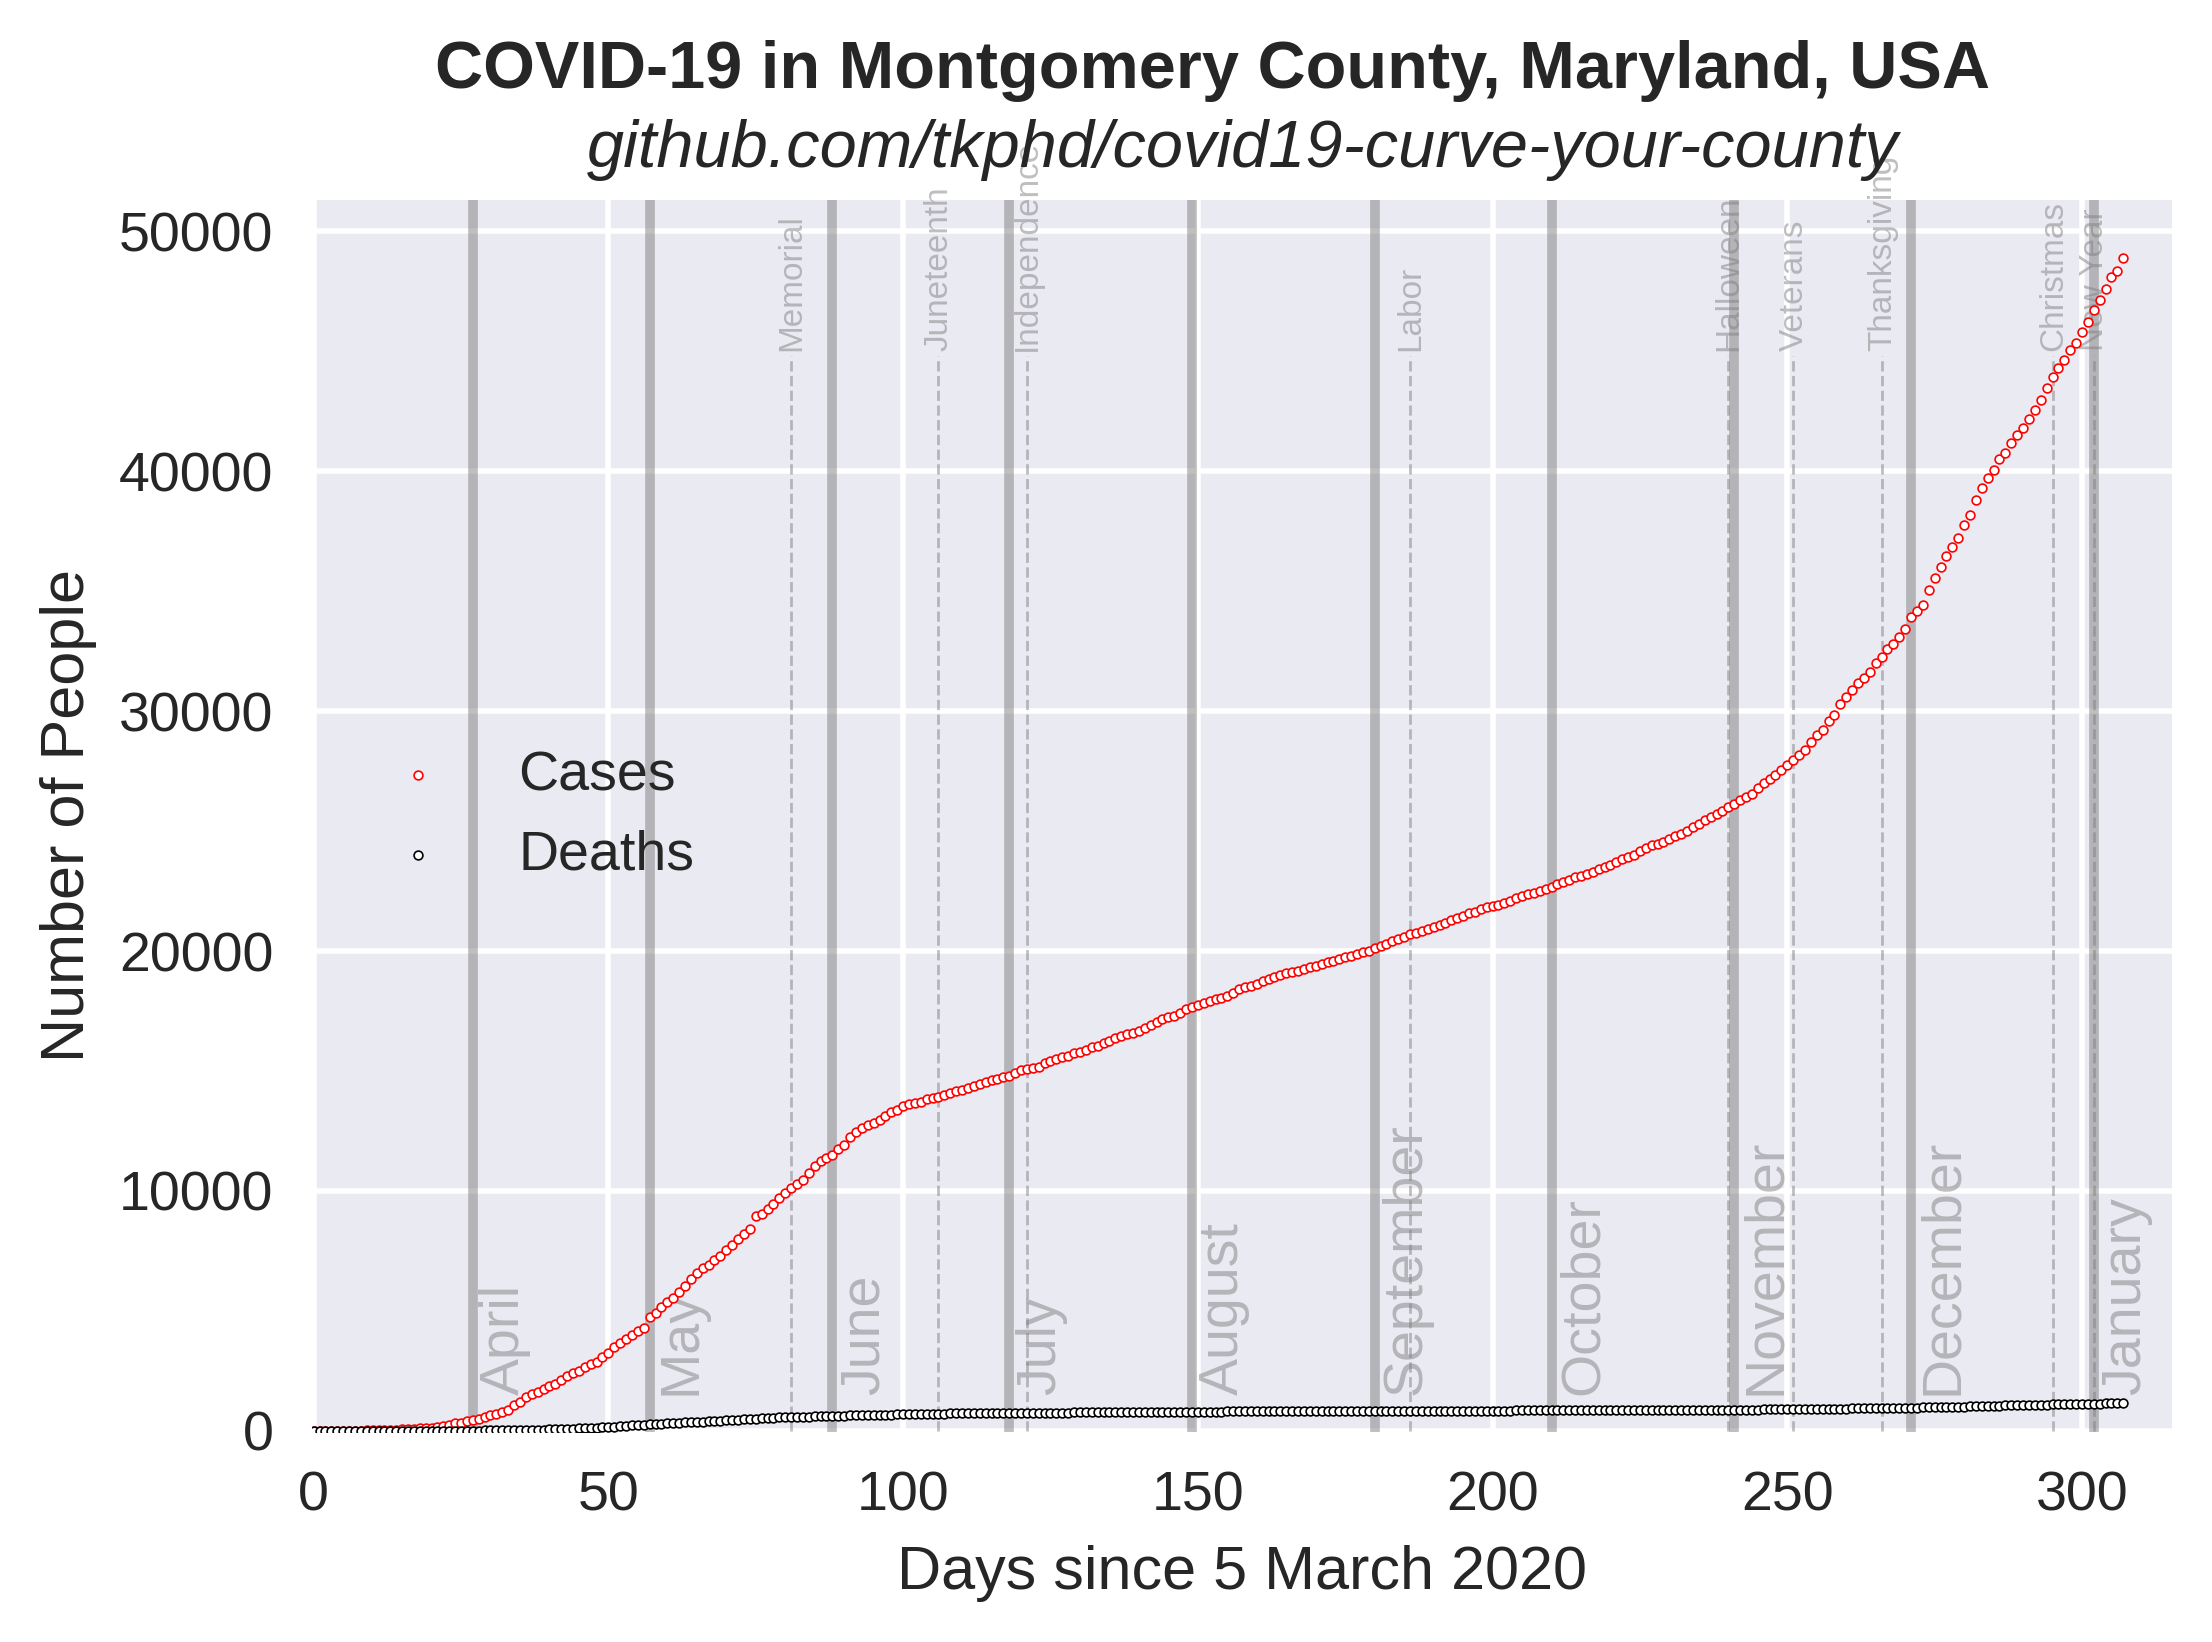 COVID-19 in Montgomery County, Maryland, USA
github.com/tkphd/covid19-curve-your-county
Memorial
Juneteenth
Independence
Labor
Halloween
Veterans
Thanksgiving
Christmas
New Year
50000
40000
30000
20000
10000
0
Number of People
Cases
Deaths
April
May
June
July
August
September
October
November
December
January
0 50 100 150 200 250 300
Days since 5 March 2020